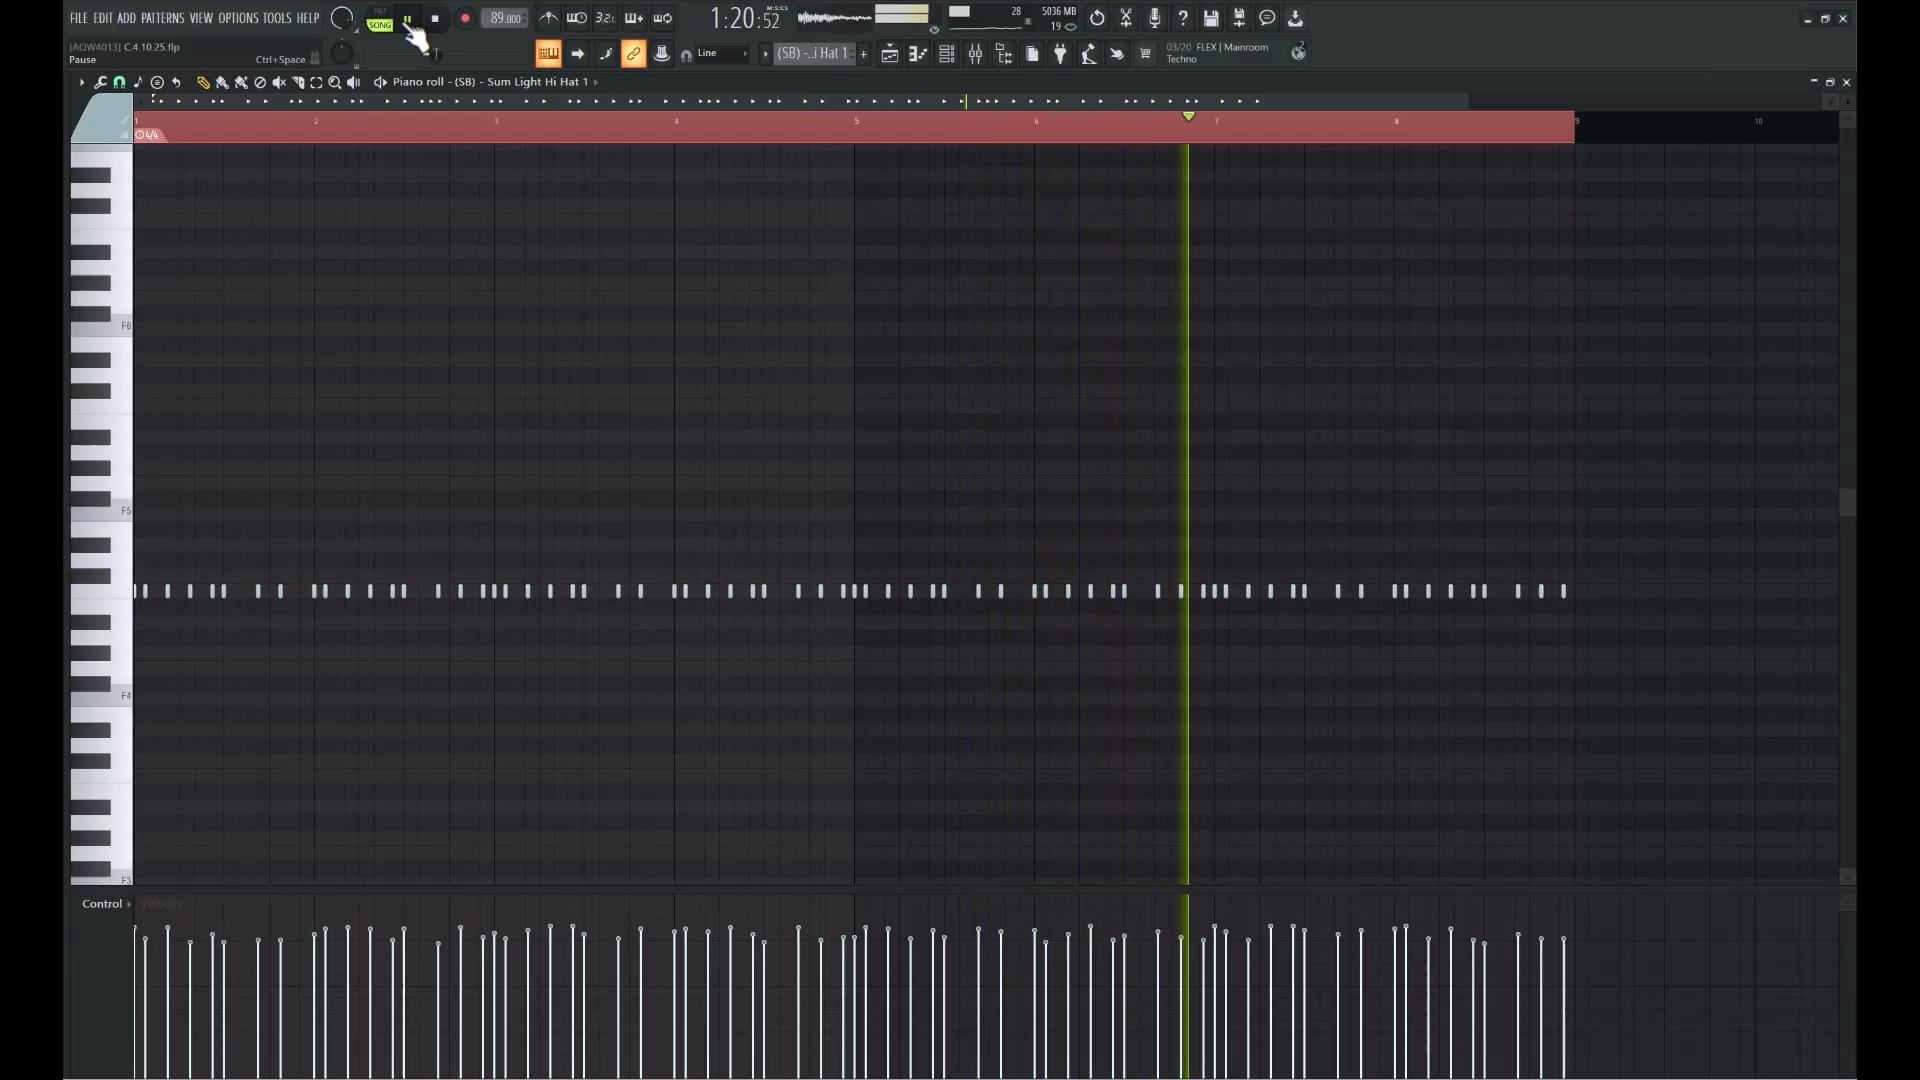 FILE EDIT ADD PATTERNS VIEW OPTIONS TOOLS HELP
PAT
SONG
89.000
3.2.
1:20:52
M:S:CS
28
5036 MB
19
[AQW4013] C.4.10.25.flp
Pause
Ctrl+Space
T
Line
(SB) -..i Hat 1
+
03/20 FLEX | Mainroom
Techno
Piano roll - (SB) - Sum Light Hi Hat 1
1 2 3 4 5 6 7 8 9 10
4/4
F6
F5
F4
F3
Control
Velocity